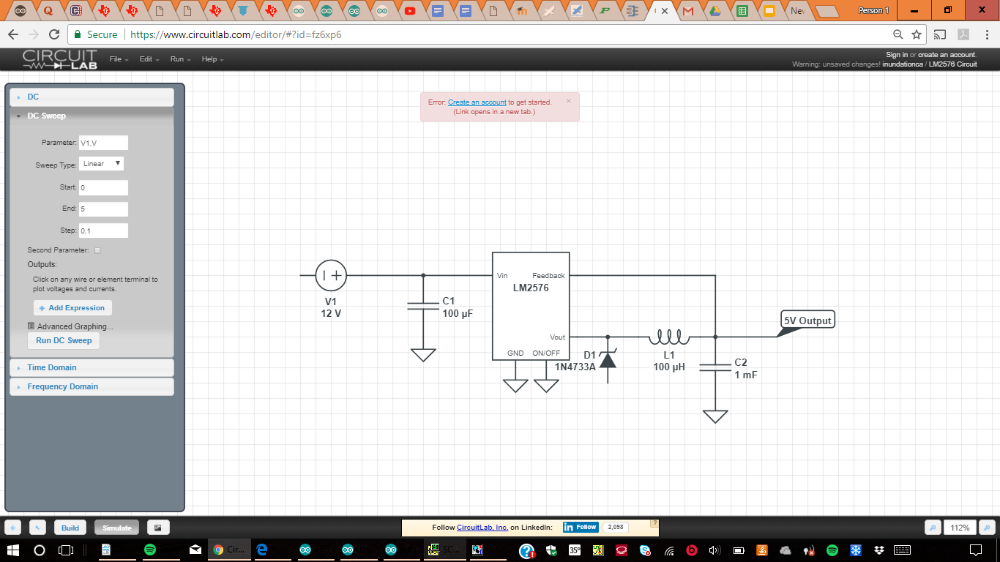 New
Person 1
Secure
https://www.circuitlab.com/editor/#?id=fz6xp6
CIRCUIT
LAB
File
Edit
Run
Help
Sign in or create an account.
Warning: unsaved changes! inundationca / LM2576 Circuit
Error: Create an account to get started.
(Link opens in a new tab.)
DC
DC Sweep
Parameter: V1.V
Sweep Type: Linear
Start: 0
End: 5
Step: 0.1
Second Parameter:
Outputs:
Click on any wire or element terminal to
plot voltages and currents.
Add Expression
Advanced Graphing...
Run DC Sweep
Time Domain
Frequency Domain
V1
12 V
C1
100 µF
Vin
Feedback
LM2576
Vout
GND
ON/OFF
D1
1N4733A
L1
100 µH
5V Output
C2
1 mF
Build
Simulate
Follow CircuitLab, Inc. on LinkedIn:
in Follow
2,098
?
112%
Cir...
SC...
35°